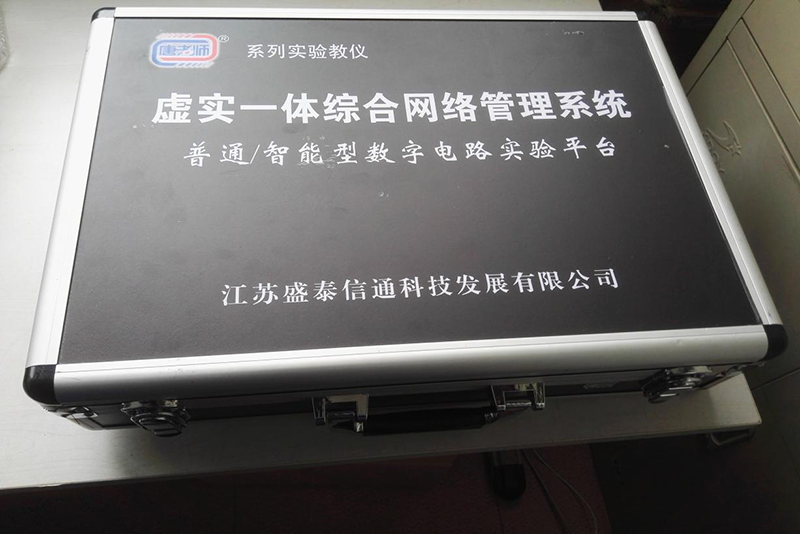 唐老师® 系列实验教仪
虚实一体综合网络管理系统
普通/智能型数字电路实验平台
江苏盛泰信通科技发展有限公司